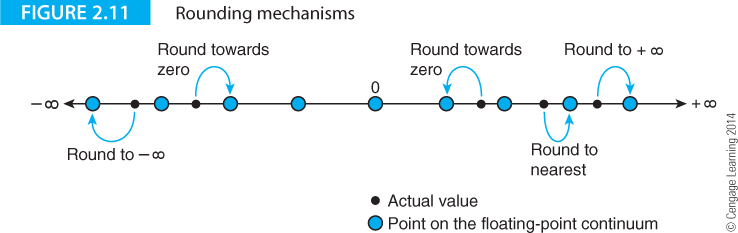 FIGURE 2.11 Rounding mechanisms
Round towards
zero
Round towards
zero
Round to + ∞
0
– ∞
+ ∞
Round to – ∞
Round to
nearest
Actual value
Point on the floating-point continuum
© Cengage Learning 2014